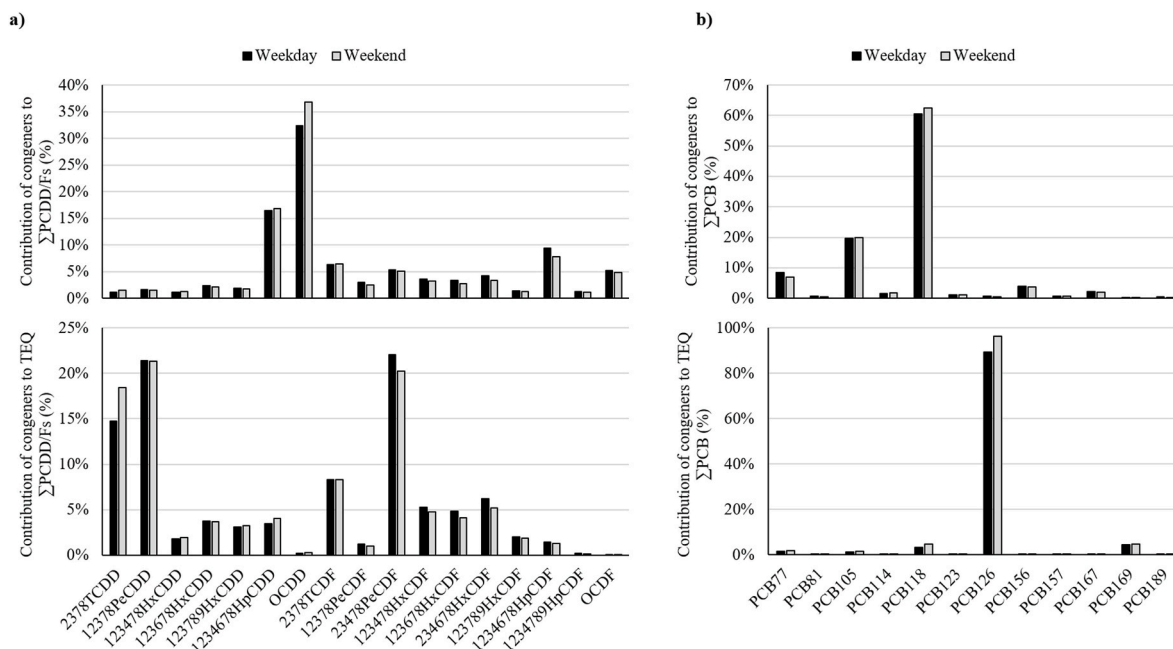 a)
Weekday Weekend
Contribution of congeners to
∑PCDD/Fs (%)
40%
35%
30%
25%
20%
15%
10%
5%
0%
Contribution of congeners to TEQ
∑PCDD/Fs (%)
25%
20%
15%
10%
5%
0%
2378TCDD
12378PeCDD
123478HxCDD
123678HxCDD
123789HxCDD
1234678HpCDD
OCDD
2378TCDF
12378PeCDF
23478PeCDF
123478HxCDF
123678HxCDF
234678HxCDF
123789HxCDF
1234678HpCDF
1234789HpCDF
OCDF
b)
Weekday Weekend
Contribution of congeners to
∑PCB (%)
70%
60%
50%
40%
30%
20%
10%
0%
Contribution of congeners to TEQ
∑PCB (%)
100%
80%
60%
40%
20%
0%
PCB77
PCB81
PCB105
PCB114
PCB118
PCB123
PCB126
PCB156
PCB157
PCB167
PCB169
PCB189